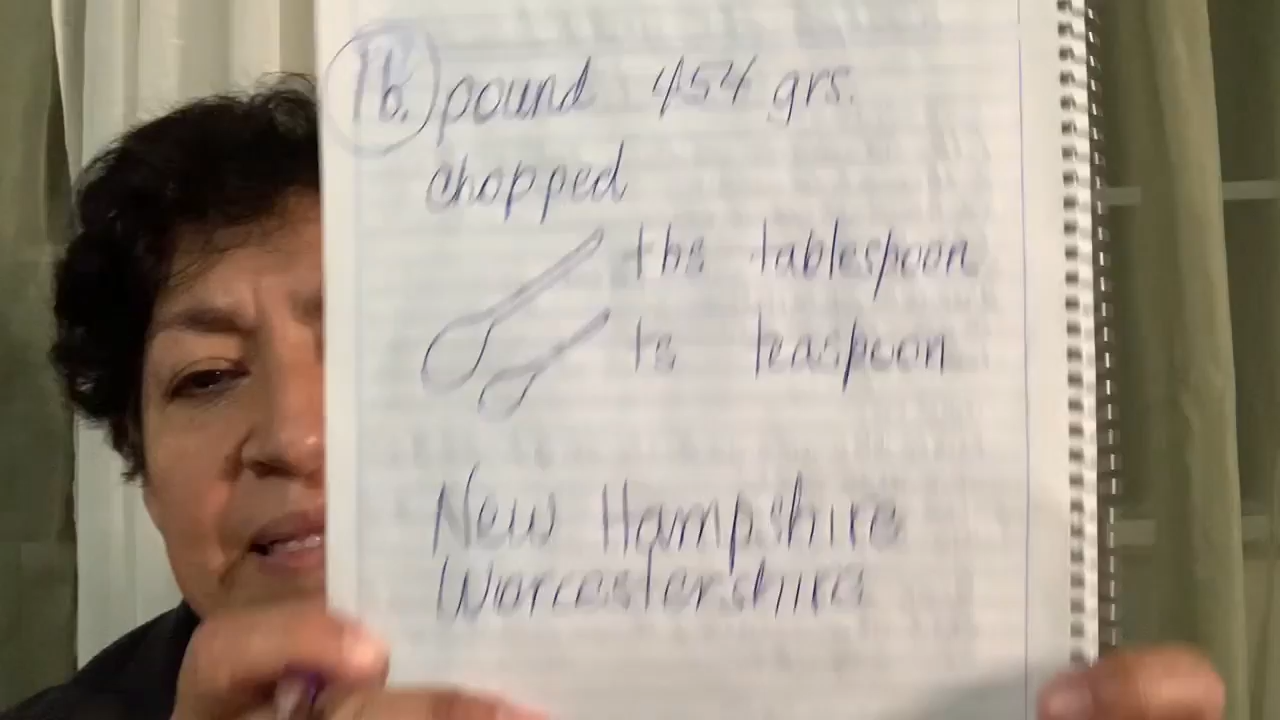 lb. pound 454 grs.
chopped
tbs tablespoon
ts teaspoon
New Hampshire
Worcestershire